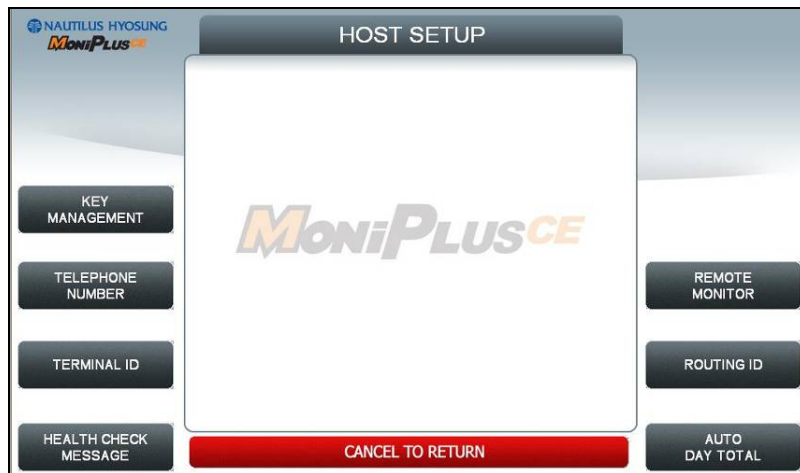 NAUTILUS HYOSUNG
MoniPlusCE
HOST SETUP
MoniPlusCE
KEY
MANAGEMENT
TELEPHONE
NUMBER
TERMINAL ID
HEALTH CHECK
MESSAGE
REMOTE
MONITOR
ROUTING ID
AUTO
DAY TOTAL
CANCEL TO RETURN